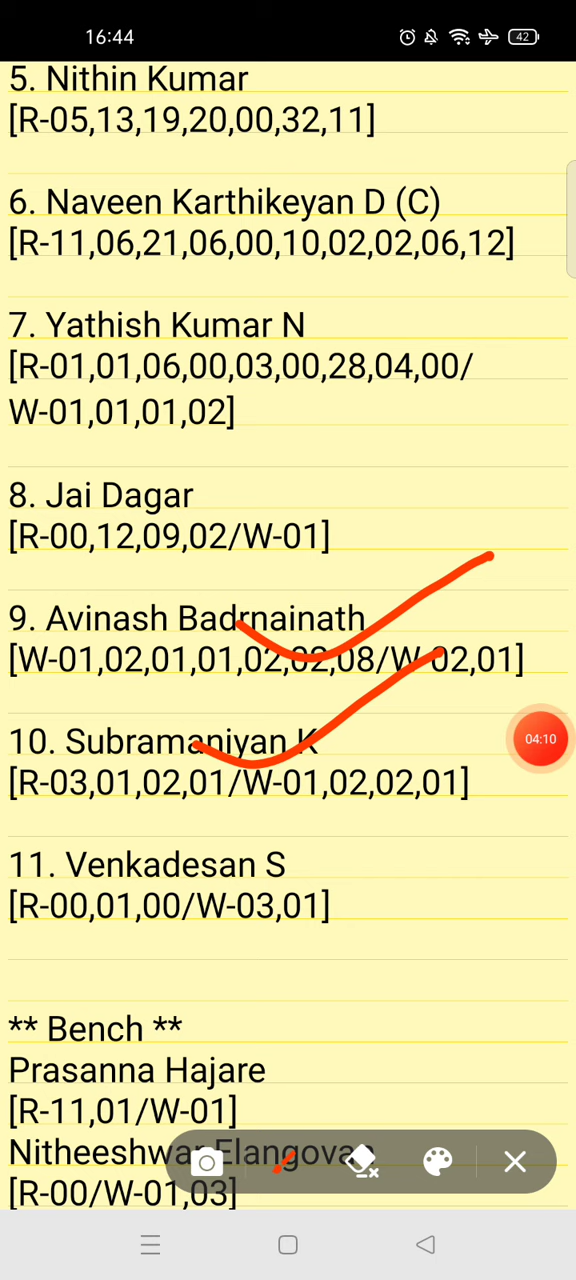 16:44
42
5. Nithin Kumar
[R-05,13,19,20,00,32,11]
6. Naveen Karthikeyan D (C)
[R-11,06,21,06,00,10,02,02,06,12]
7. Yathish Kumar N
[R-01,01,06,00,03,00,28,04,00/
W-01,01,01,02]
8. Jai Dagar
[R-00,12,09,02/W-01]
9. Avinash Badrnainath
[W-01,02,01,01,02,02,08/W-02,01]
04:10
10. Subramaniyan K
[R-03,01,02,01/W-01,02,02,01]
11. Venkadesan S
[R-00,01,00/W-03,01]
** Bench **
Prasanna Hajare
[R-11,01/W-01]
Nitheeshwar Elangovan
[R-00/W-01,03]